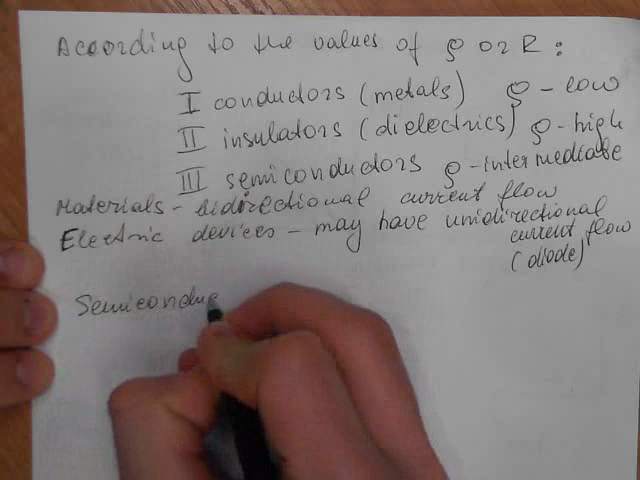 According to the values of ρ or R:
I conductors (metals) ρ - low
II insulators (dielectrics) ρ - high
III semiconductors ρ - intermediate
Materials - bidirectional current flow
Electric devices - may have unidirectional
current flow
(diode)
Semicondu